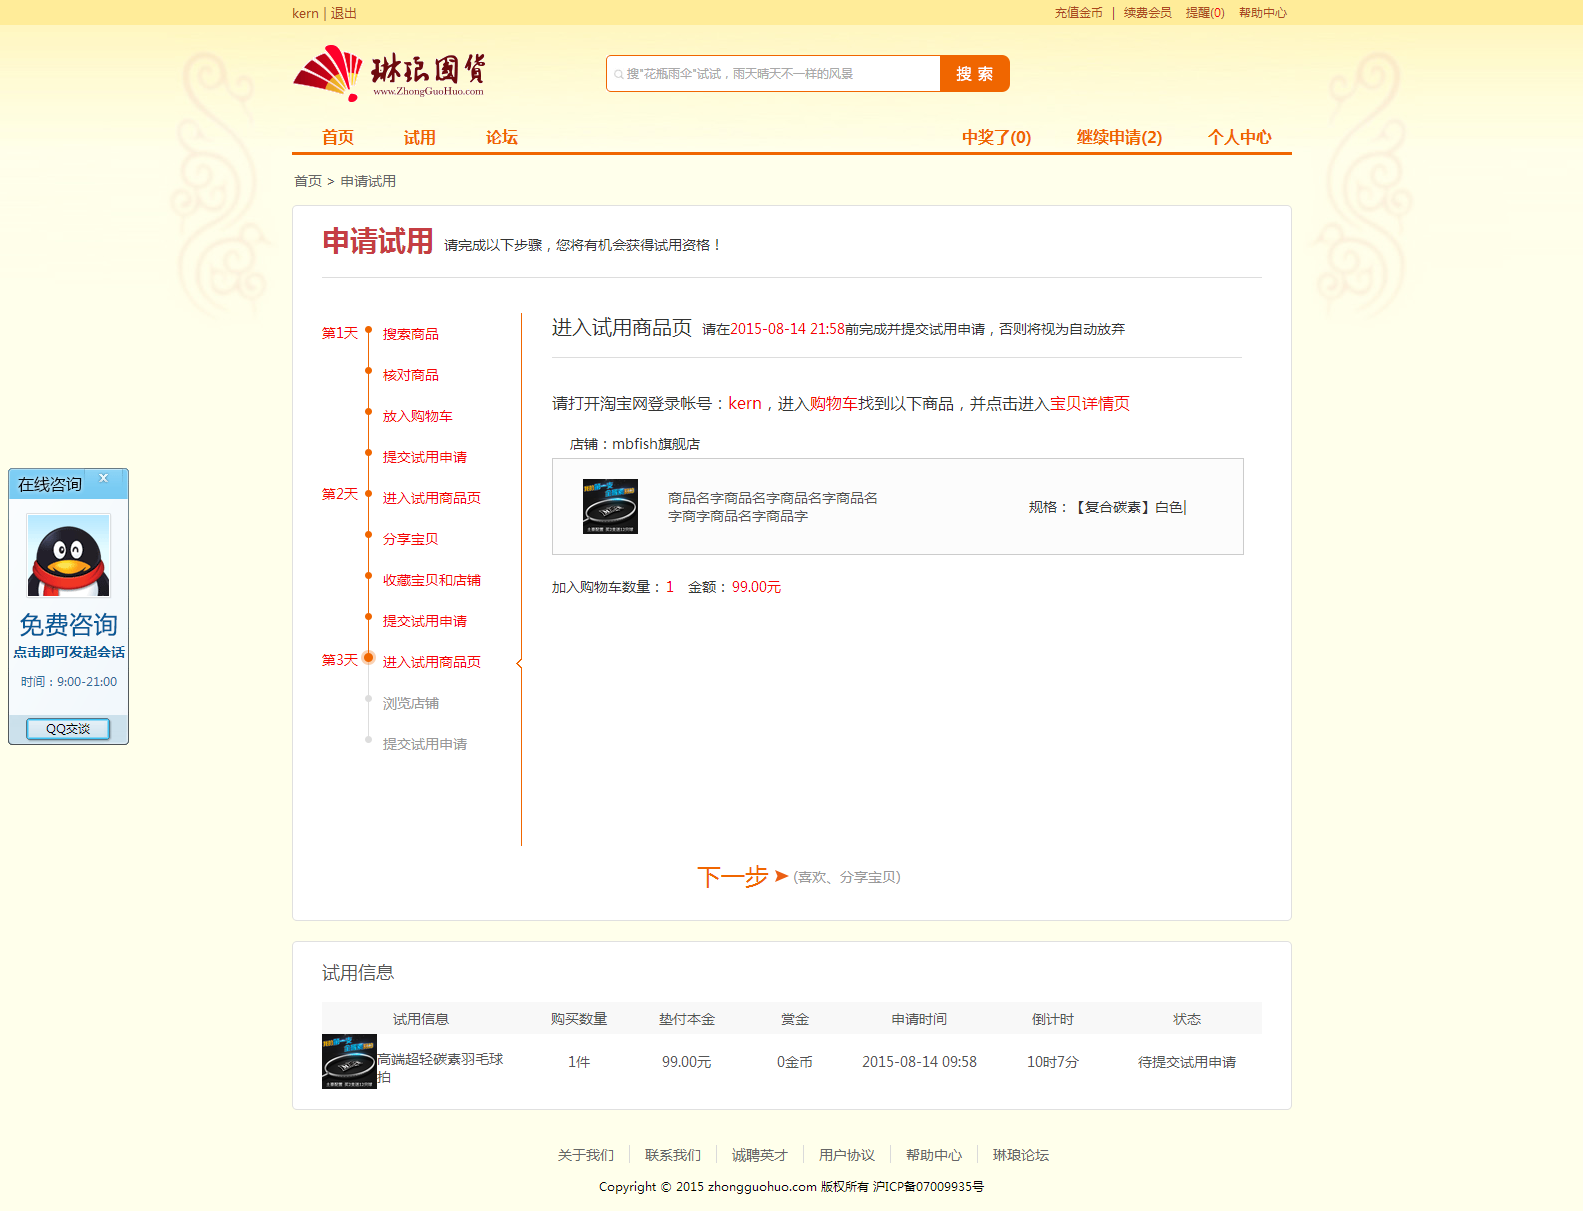 kern | 退出
充值金币 | 续费会员 提醒(0) 帮助中心
琳琅国货
www.ZhongGuoHuo.com
搜"花瓶雨伞"试试，雨天晴天不一样的风景
搜 索
首页 试用 论坛 中奖了(0) 继续申请(2) 个人中心
首页 > 申请试用
申请试用 请完成以下步骤，您将有机会获得试用资格！
第1天 搜索商品
核对商品
放入购物车
提交试用申请
第2天 进入试用商品页
分享宝贝
收藏宝贝和店铺
提交试用申请
第3天 进入试用商品页
浏览店铺
提交试用申请
进入试用商品页 请在2015-08-14 21:58前完成并提交试用申请，否则将视为自动放弃
请打开淘宝网登录帐号：kern，进入购物车找到以下商品，并点击进入宝贝详情页
店铺：mbfish旗舰店
商品名字商品名字商品名字商品名
字商字商品名字商品字
规格：【复合碳素】白色|
加入购物车数量：1 金额：99.00元
下一步 (喜欢、分享宝贝)
在线咨询 x
免费咨询
点击即可发起会话
时间：9:00-21:00
QQ交谈
试用信息
试用信息 购买数量 垫付本金 赏金 申请时间 倒计时 状态
高端超轻碳素羽毛球
拍
1件 99.00元 0金币 2015-08-14 09:58 10时7分 待提交试用申请
关于我们 联系我们 诚聘英才 用户协议 帮助中心 琳琅论坛
Copyright © 2015 zhongguohuo.com 版权所有 沪ICP备07009935号